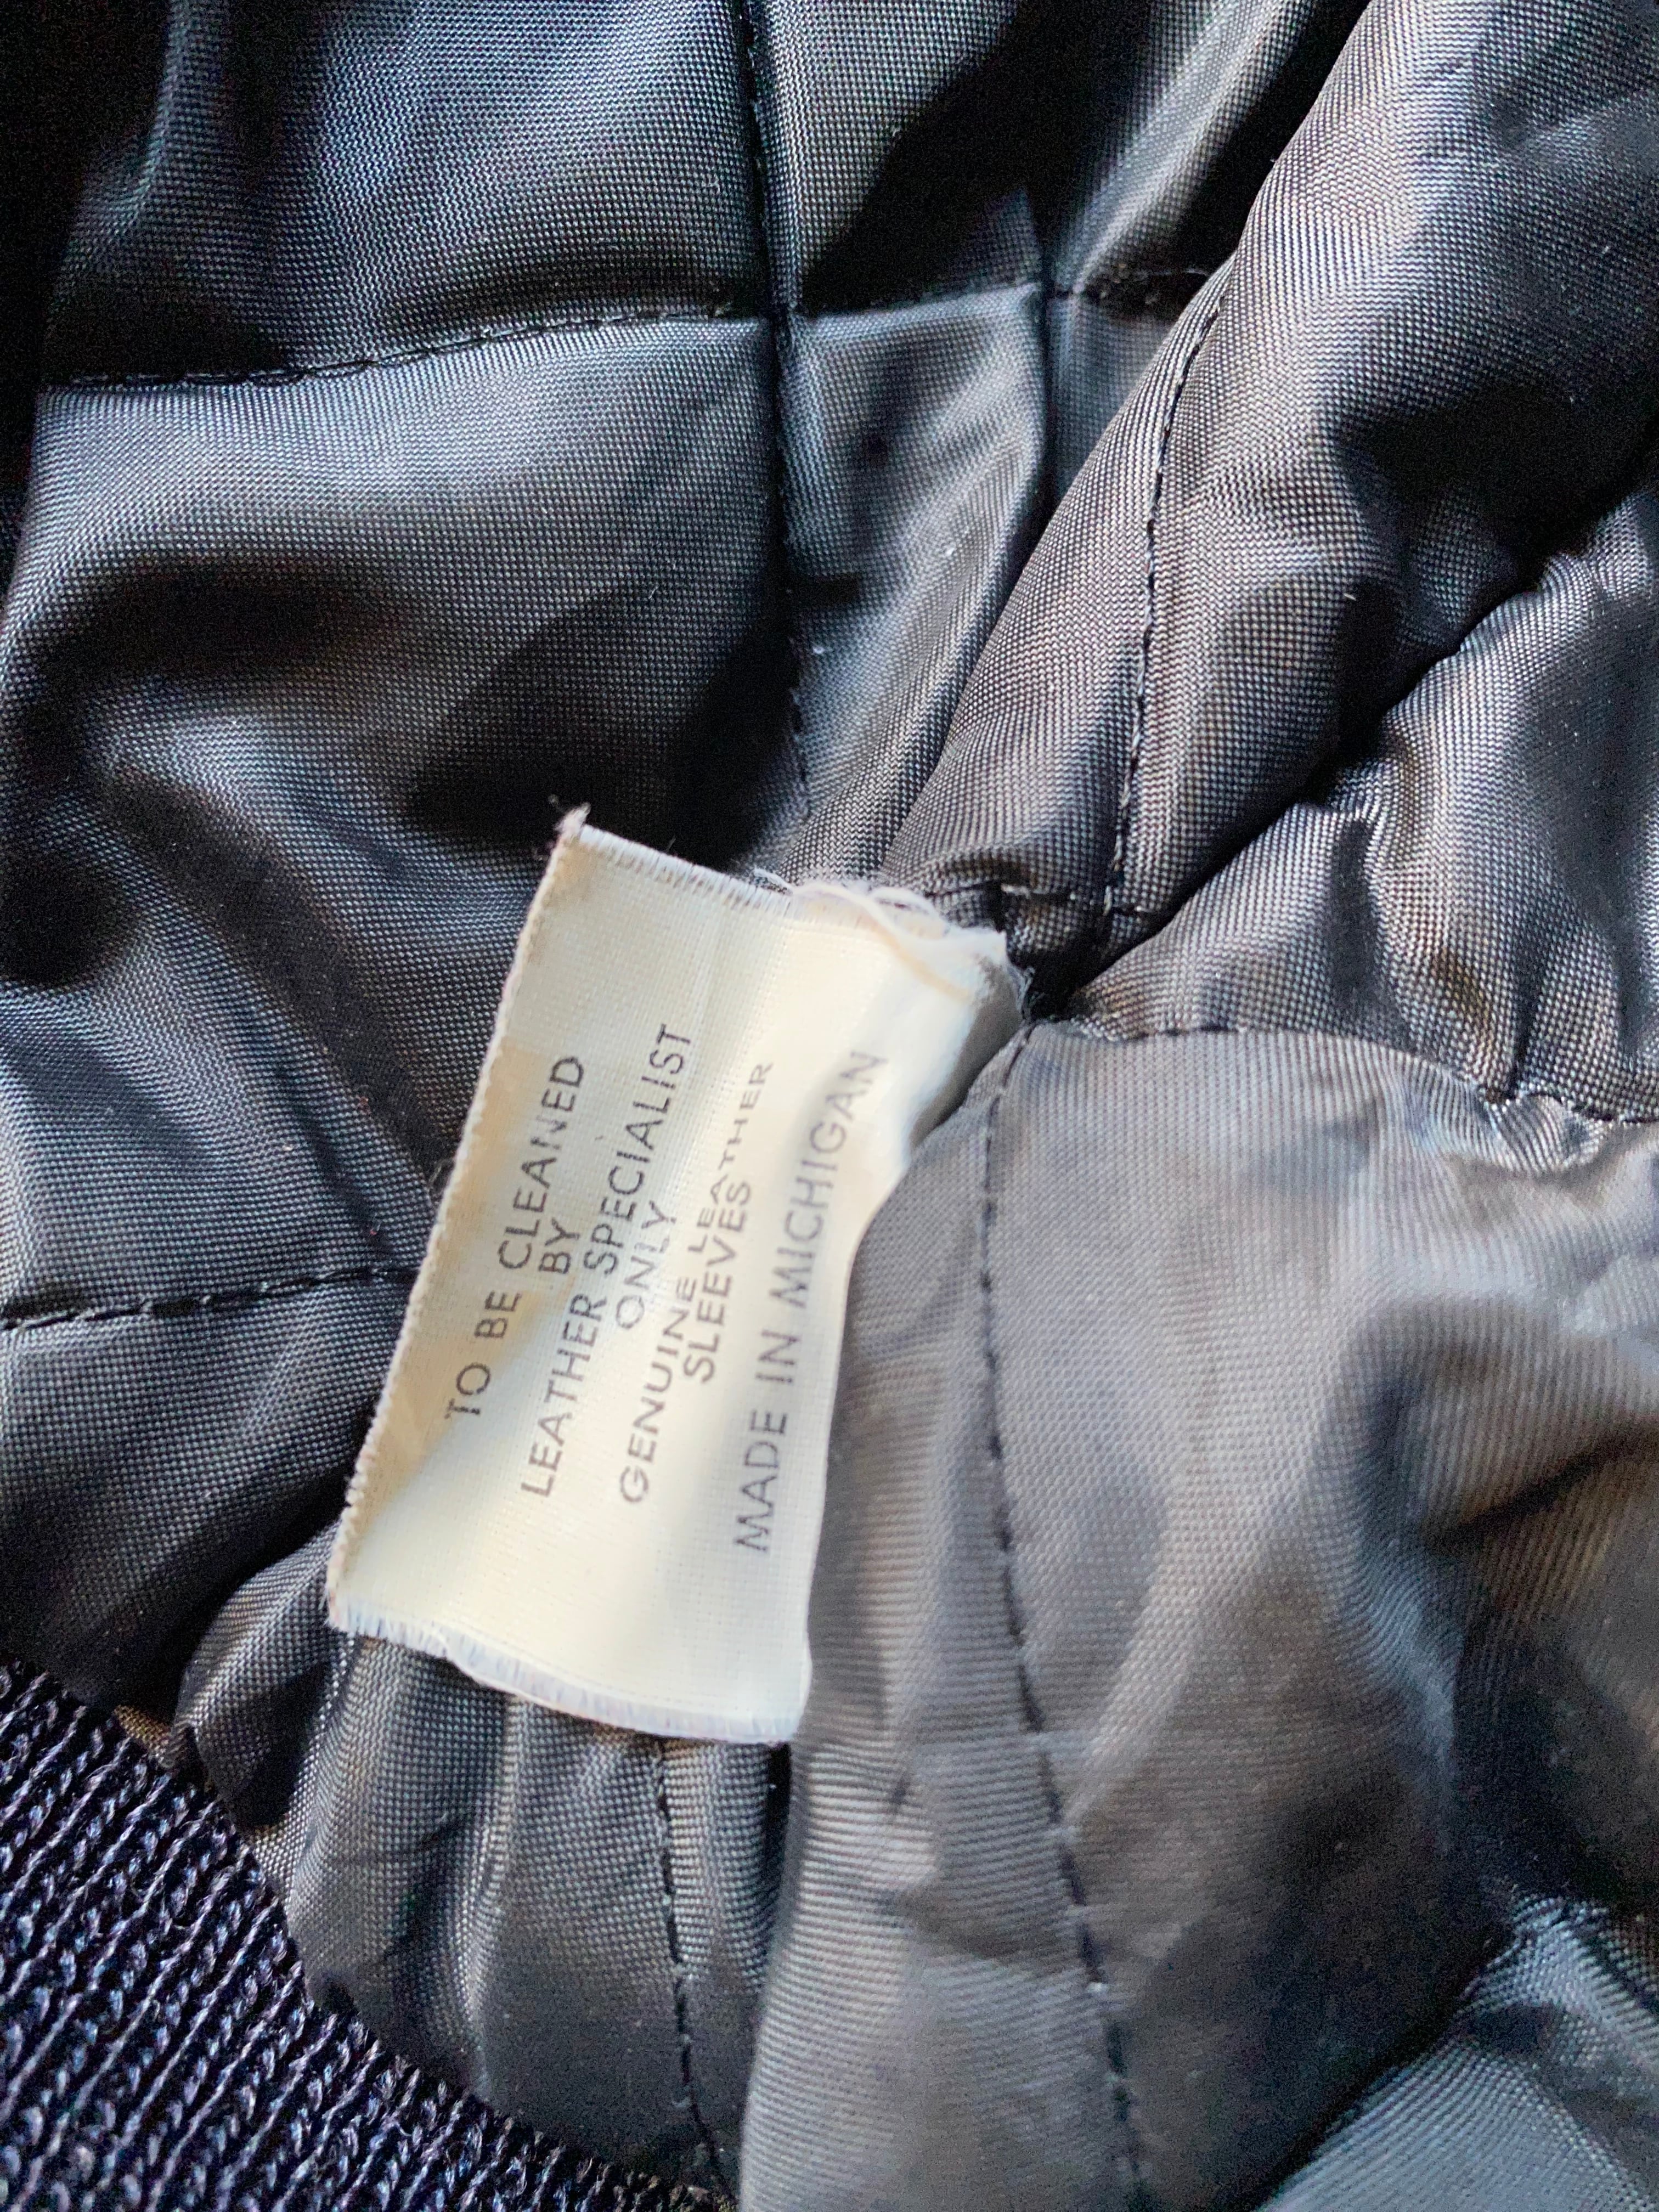 TO BE CLEANED
BY
LEATHER SPECIALIST
ONLY
GENUINE LEATHER
SLEEVES
MADE IN MICHIGAN